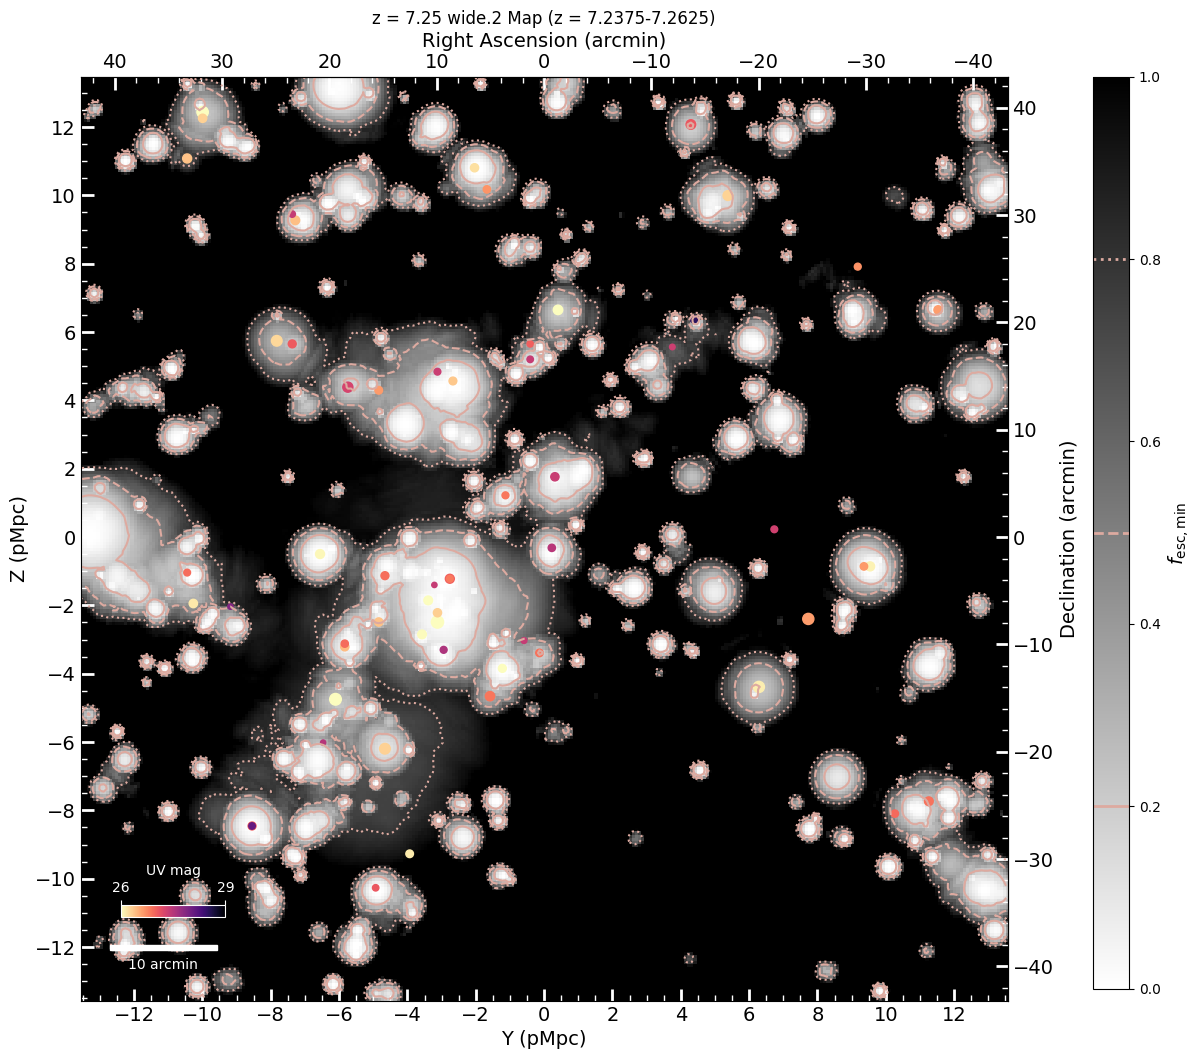 z = 7.25 wide.2 Map (z = 7.2375-7.2625)
Right Ascension (arcmin)
40 30 20 10 0 −10 −20 −30 −40
12
10
8
6
4
2
0
−2
−4
−6
−8
−10
−12
Z (pMpc)
−12 −10 −8 −6 −4 −2 0 2 4 6 8 10 12
Y (pMpc)
40
30
20
10
0
−10
−20
−30
−40
Declination (arcmin)
UV mag
26 29
10 arcmin
1.0
0.8
0.6
0.4
0.2
0.0
f_esc,min